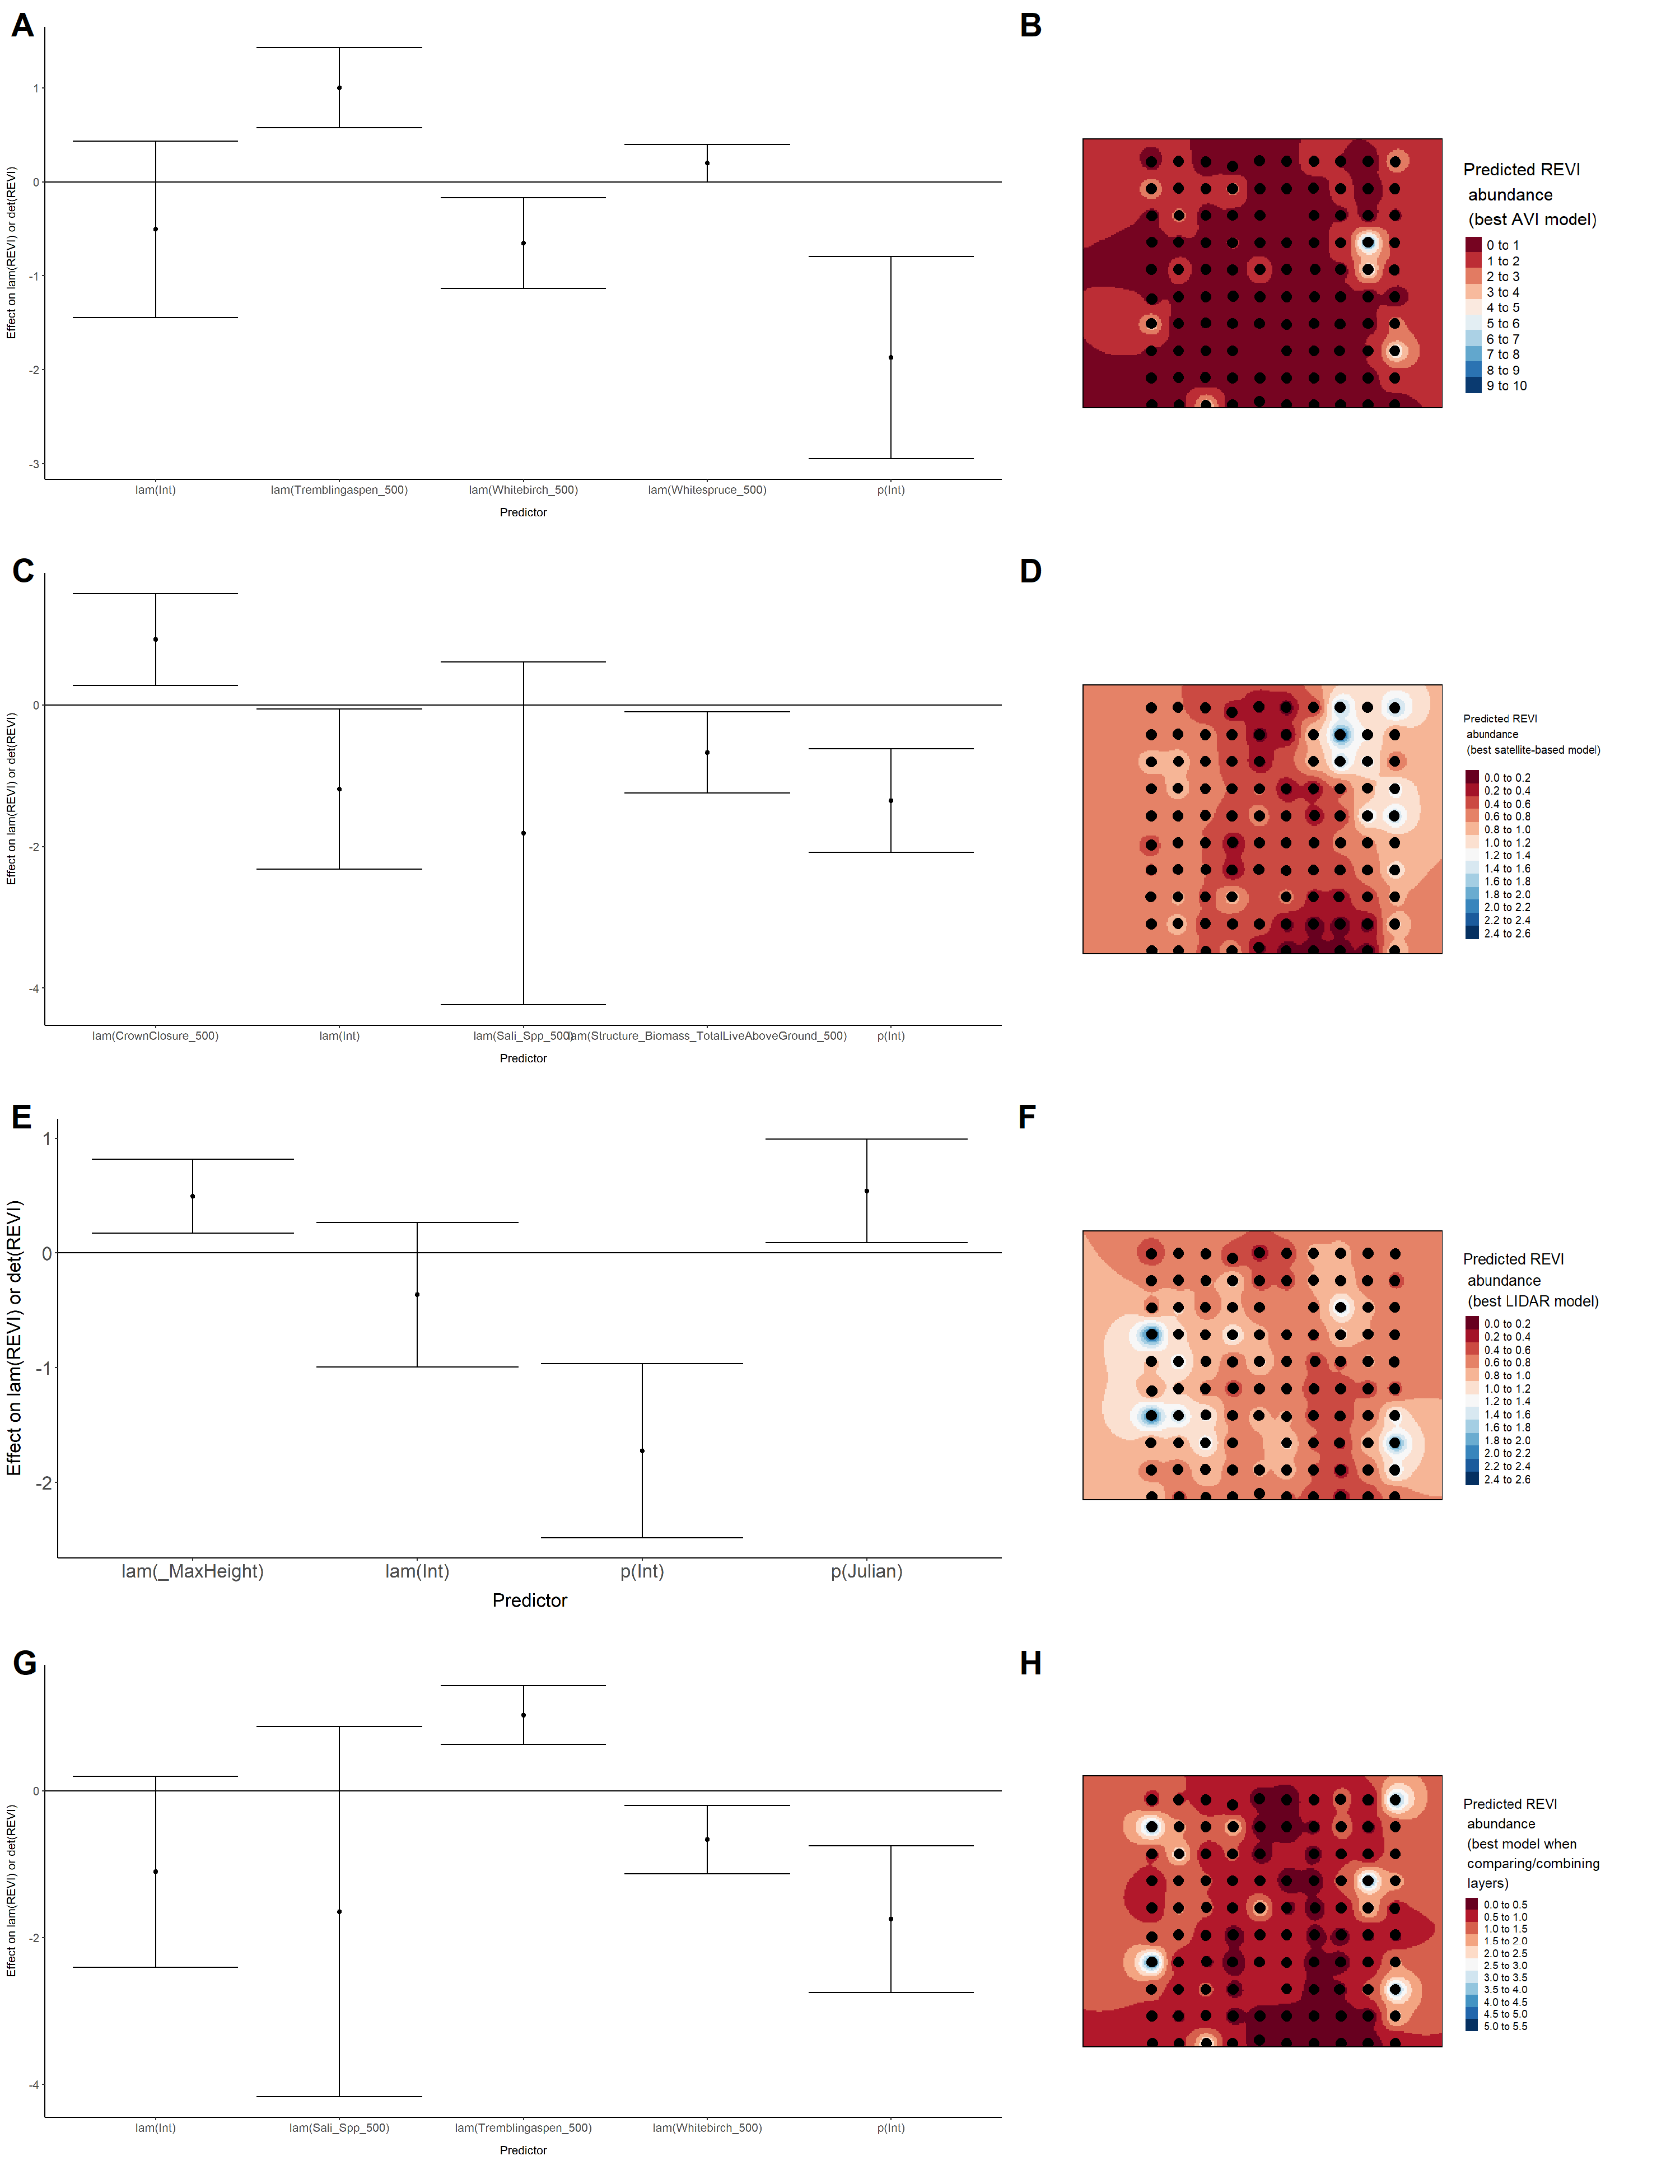 A
Effect on lam(REVI) or det(REVI)
1
0
-1
-2
-3
lam(Int)
lam(Tremblingaspen_500)
lam(Whitebirch_500)
lam(Whitespruce_500)
p(Int)
Predictor
B
Predicted REVI
abundance
(best AVI model)
0 to 1
1 to 2
2 to 3
3 to 4
4 to 5
5 to 6
6 to 7
7 to 8
8 to 9
9 to 10
C
Effect on lam(REVI) or det(REVI)
0
-2
-4
lam(CrownClosure_500)
lam(Int)
lam(Sali_Spp_500)
lam(Structure_Biomass_TotalLiveAboveGround_500)
p(Int)
Predictor
D
Predicted REVI
abundance
(best satellite-based model)
0.0 to 0.2
0.2 to 0.4
0.4 to 0.6
0.6 to 0.8
0.8 to 1.0
1.0 to 1.2
1.2 to 1.4
1.4 to 1.6
1.6 to 1.8
1.8 to 2.0
2.0 to 2.2
2.2 to 2.4
2.4 to 2.6
E
Effect on lam(REVI) or det(REVI)
1
0
-1
-2
lam(_MaxHeight)
lam(Int)
p(Int)
p(Julian)
Predictor
F
Predicted REVI
abundance
(best LIDAR model)
0.0 to 0.2
0.2 to 0.4
0.4 to 0.6
0.6 to 0.8
0.8 to 1.0
1.0 to 1.2
1.2 to 1.4
1.4 to 1.6
1.6 to 1.8
1.8 to 2.0
2.0 to 2.2
2.2 to 2.4
2.4 to 2.6
G
Effect on lam(REVI) or det(REVI)
0
-2
-4
lam(Int)
lam(Sali_Spp_500)
lam(Tremblingaspen_500)
lam(Whitebirch_500)
p(Int)
Predictor
H
Predicted REVI
abundance
(best model when
comparing/combining
layers)
0.0 to 0.5
0.5 to 1.0
1.0 to 1.5
1.5 to 2.0
2.0 to 2.5
2.5 to 3.0
3.0 to 3.5
3.5 to 4.0
4.0 to 4.5
4.5 to 5.0
5.0 to 5.5